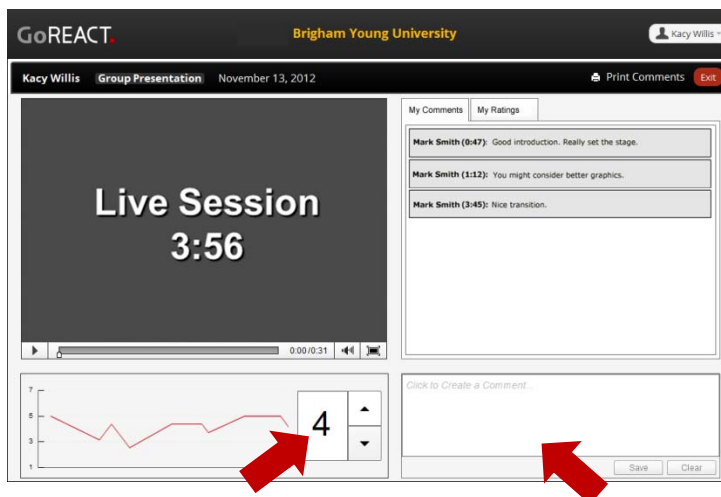 GoREACT.
Brigham Young University
Kacy Willis
Kacy Willis Group Presentation November 13, 2012
Print Comments
Exit
Live Session
3:56
0:00/0:31
My Comments
My Ratings
Mark Smith (0:47): Good introduction. Really set the stage.
Mark Smith (1:12): You might consider better graphics.
Mark Smith (3:45): Nice transition.
7
5
3
1
4
Click to Create a Comment...
Save
Clear